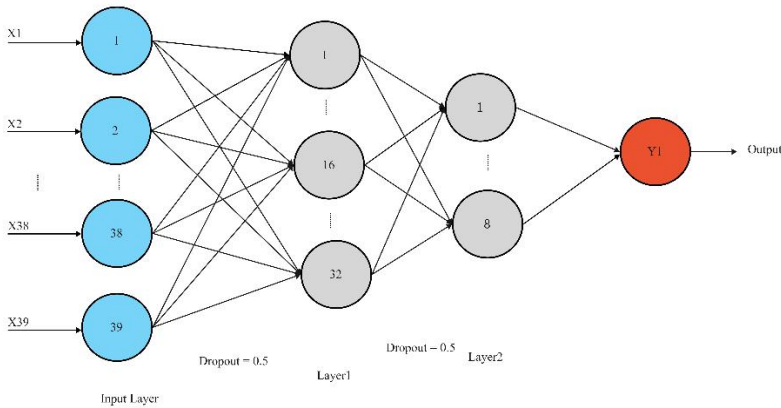 X1
1
1
X2
2
1
16
Y1
Output
X38
38
8
32
X39
39
Dropout = 0.5
Dropout – 0.5
Layer2
Layer1
Input Layer